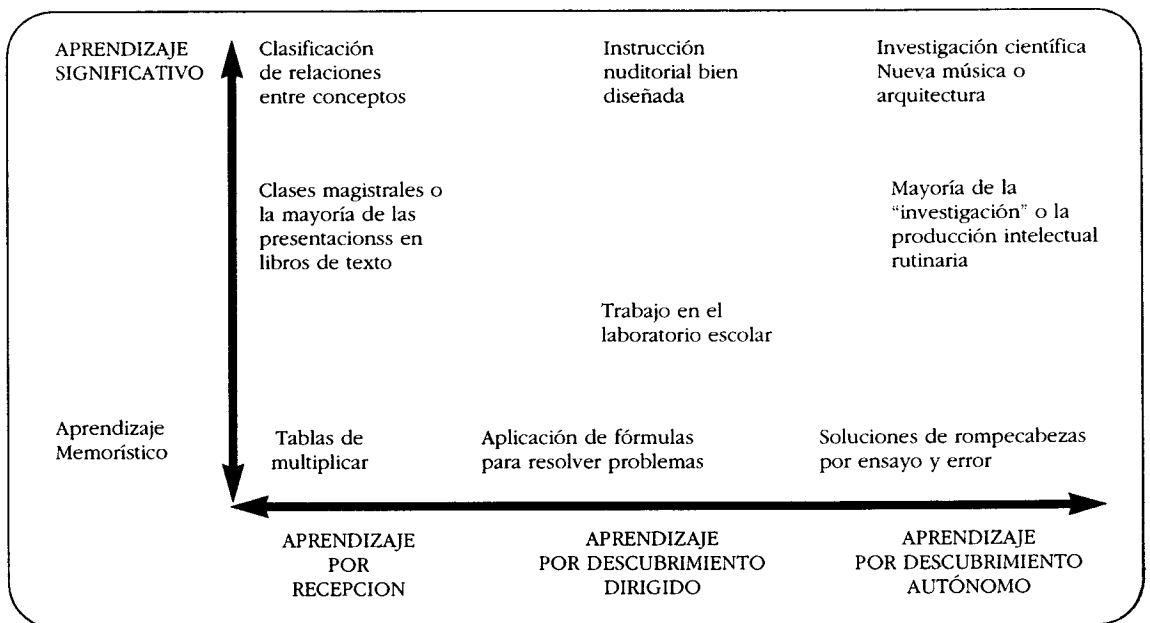 APRENDIZAJE
SIGNIFICATIVO
Clasificación
de relaciones
entre conceptos
Instrucción
nuditorial bien
diseñada
Investigación científica
Nueva música o
arquitectura
Clases magistrales o
la mayoría de las
presentacionss en
libros de texto
Mayoría de la
“investigación” o la
producción intelectual
rutinaria
Trabajo en el
laboratorio escolar
Aprendizaje
Memorístico
Tablas de
multiplicar
Aplicación de fórmulas
para resolver problemas
Soluciones de rompecabezas
por ensayo y error
APRENDIZAJE
POR
RECEPCION
APRENDIZAJE
POR DESCUBRIMIENTO
DIRIGIDO
APRENDIZAJE
POR DESCUBRIMIENTO
AUTÓNOMO